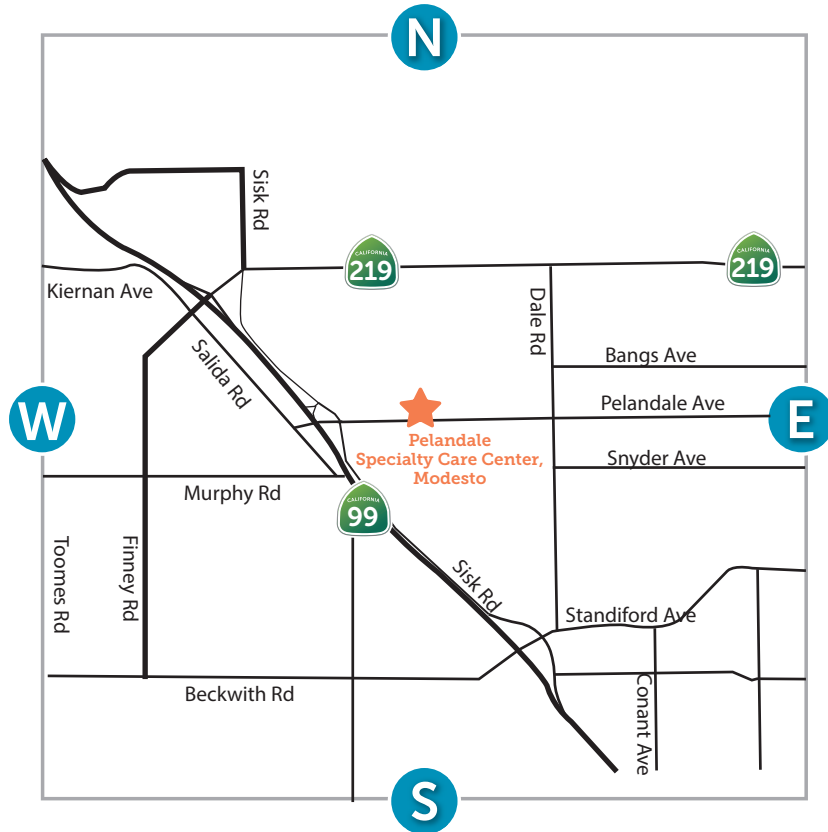 N
Sisk Rd
CALIFORNIA
219
CALIFORNIA
219
Kiernan Ave
Dale Rd
Salida Rd
Bangs Ave
Pelandale Ave
W
E
Pelandale
Specialty Care Center,
Modesto
Snyder Ave
Murphy Rd
CALIFORNIA
99
Toomes Rd
Finney Rd
Sisk Rd
Standiford Ave
Beckwith Rd
Conant Ave
S